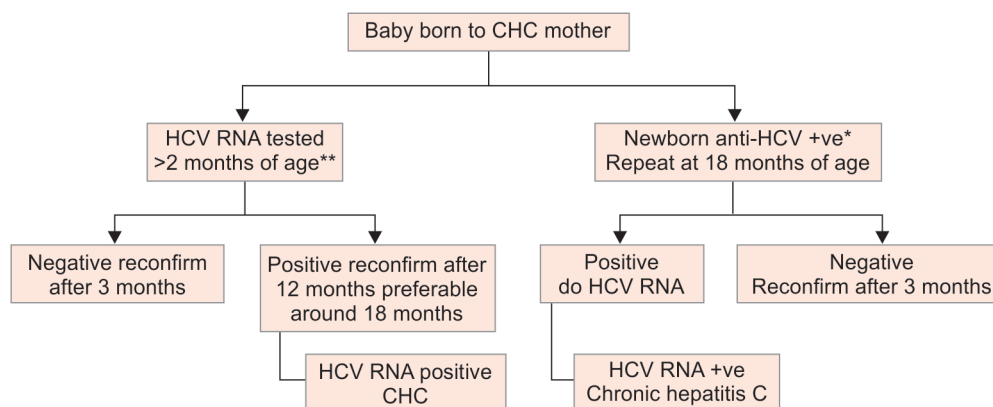 Baby born to CHC mother
HCV RNA tested
>2 months of age**
Newborn anti-HCV +ve*
Repeat at 18 months of age
Negative reconfirm
after 3 months
Positive reconfirm after
12 months preferable
around 18 months
Positive
do HCV RNA
Negative
Reconfirm after 3 months
HCV RNA positive
CHC
HCV RNA +ve
Chronic hepatitis C